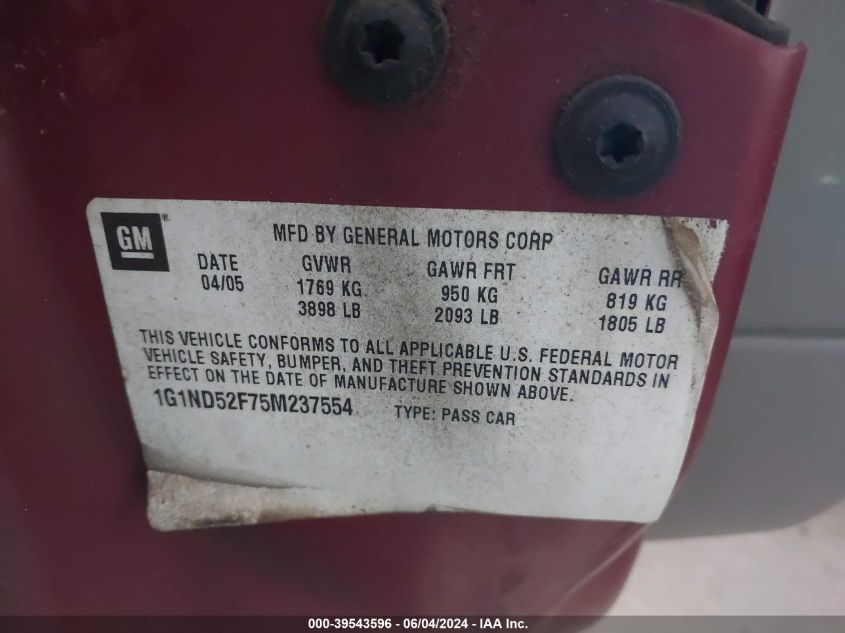 GM® MFD BY GENERAL MOTORS CORP
DATE GVWR GAWR FRT GAWR RR
04/05 1769 KG 950 KG 819 KG
3898 LB 2093 LB 1805 LB
THIS VEHICLE CONFORMS TO ALL APPLICABLE U.S. FEDERAL MOTOR
VEHICLE SAFETY, BUMPER, AND THEFT PREVENTION STANDARDS IN
EFFECT ON THE DATE OF MANUFACTURE SHOWN ABOVE.
1G1ND52F75M237554 TYPE: PASS CAR
000-39543596 - 06/04/2024 - IAA Inc.